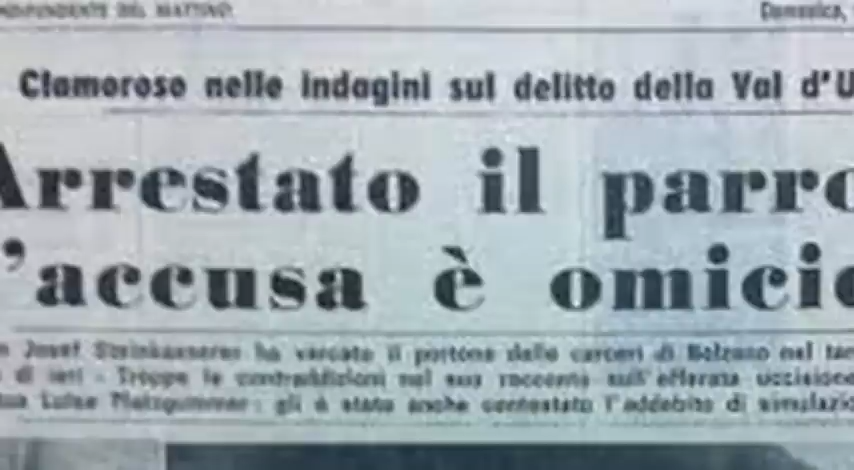 INDIPENDENTE DEL MATTINO Domenica,
Clamoroso nelle indagini sul delitto della Val d'U
Arrestato il parro
'accusa è omicid
Josef ha varcato il portone delle carceri di Bolzano nel tar
di ieri - Troppe le contraddizioni nel suo racconto sull'efferata uccisione
sua Luise gli è stato anche contestato l'addebito di simulazio